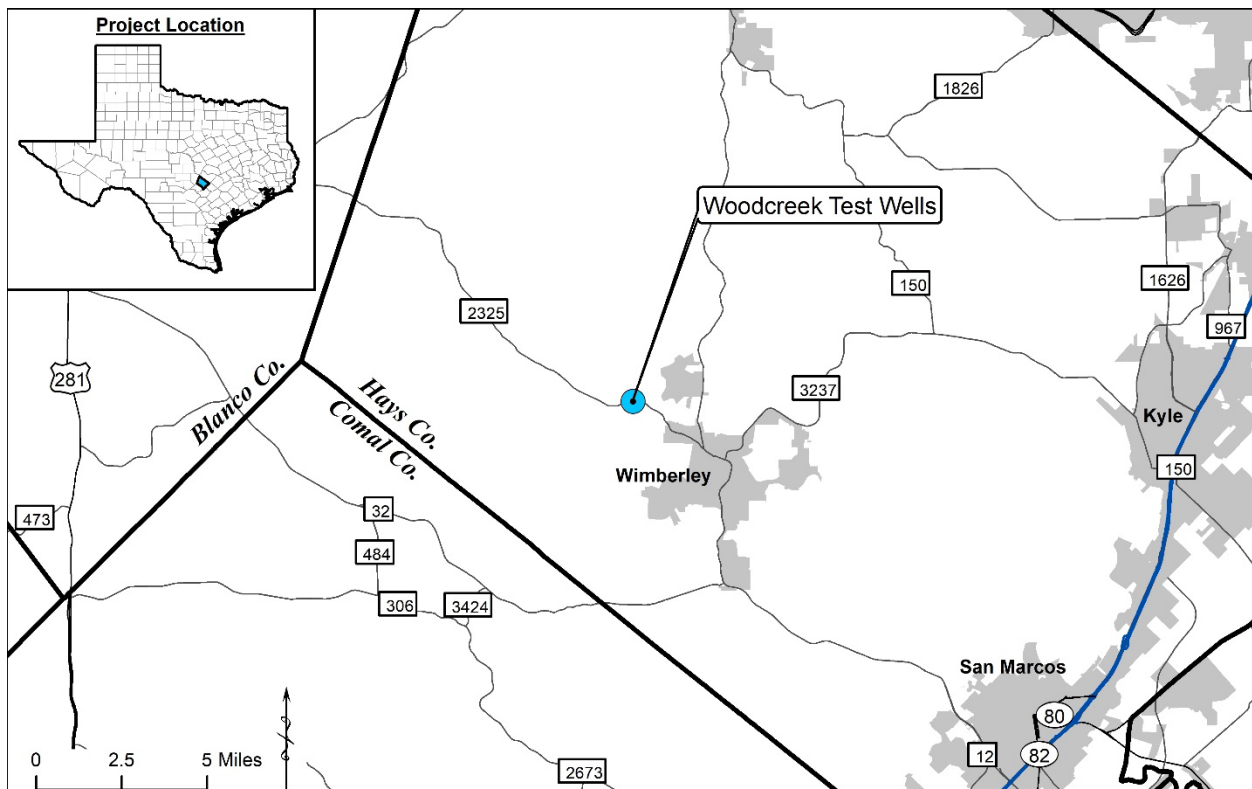 Project Location
1826
Woodcreek Test Wells
150
1626
2325
967
281
Blanco Co.
Hays Co.
Comal Co.
3237
Kyle
Wimberley
150
473
32
484
306
3424
San Marcos
80
0 2.5 5 Miles
12
82
2673